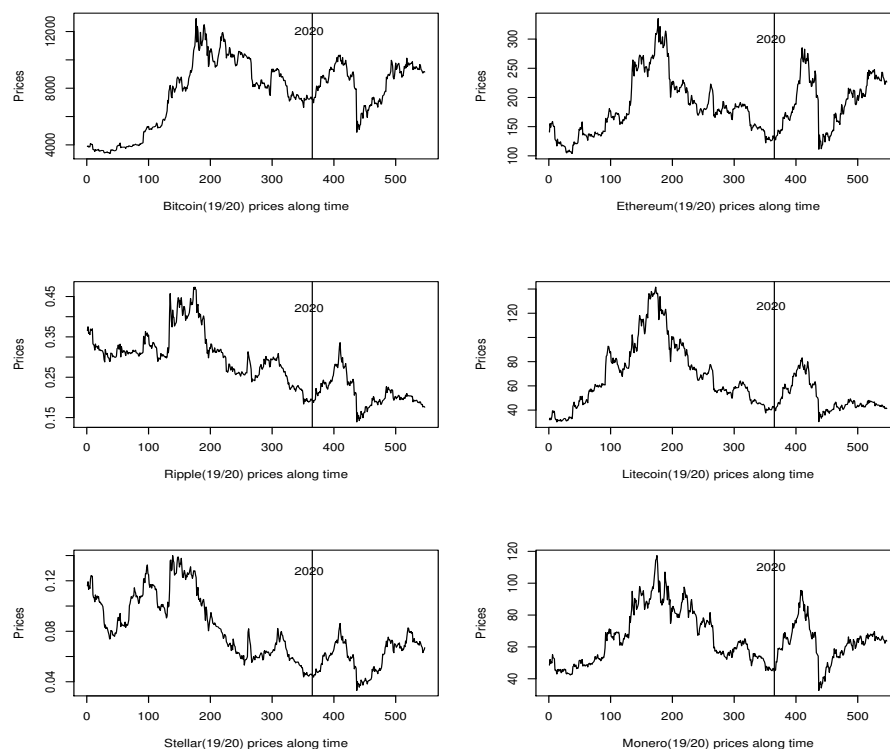 2020
Prices
4000 8000 12000
0 100 200 300 400 500
Bitcoin(19/20) prices along time
2020
Prices
100 150 200 250 300
0 100 200 300 400 500
Ethereum(19/20) prices along time
2020
Prices
0.15 0.25 0.35 0.45
0 100 200 300 400 500
Ripple(19/20) prices along time
2020
Prices
40 60 80 120
0 100 200 300 400 500
Litecoin(19/20) prices along time
2020
Prices
0.04 0.08 0.12
0 100 200 300 400 500
Stellar(19/20) prices along time
2020
Prices
40 60 80 100 120
0 100 200 300 400 500
Monero(19/20) prices along time